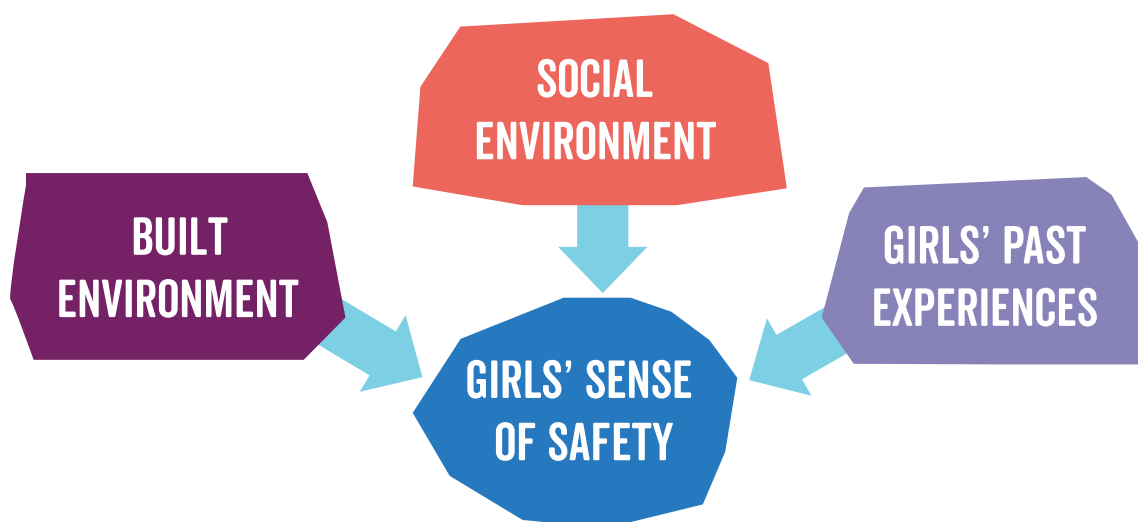 SOCIAL
ENVIRONMENT
BUILT
ENVIRONMENT
GIRLS’ PAST
EXPERIENCES
GIRLS’ SENSE
OF SAFETY